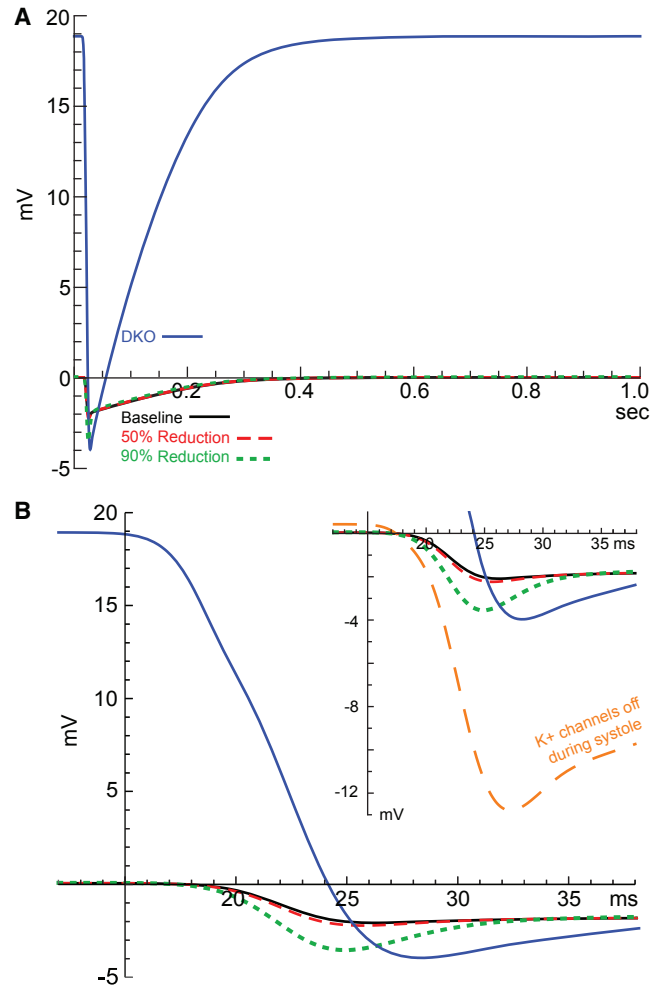 A
20
15
10
5
0
-5
mV
DKO
0.2
0.4
0.6
0.8
1.0
sec
Baseline
50% Reduction
90% Reduction
B
20
15
10
5
0
-5
mV
20
25
30
35
ms
20
25
30
35 ms
-4
-8
-12
mV
K+ channels off
during systole